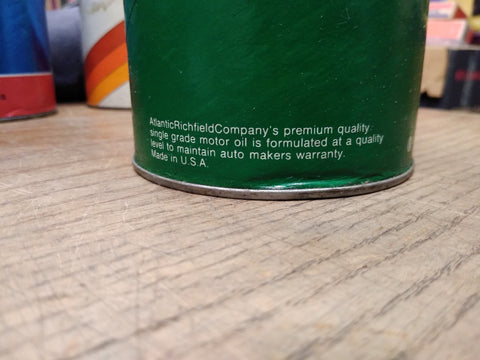 AtlanticRichfieldCompany's premium quality
single grade motor oil is formulated at a quality
level to maintain auto makers warranty.
Made in U.S.A.